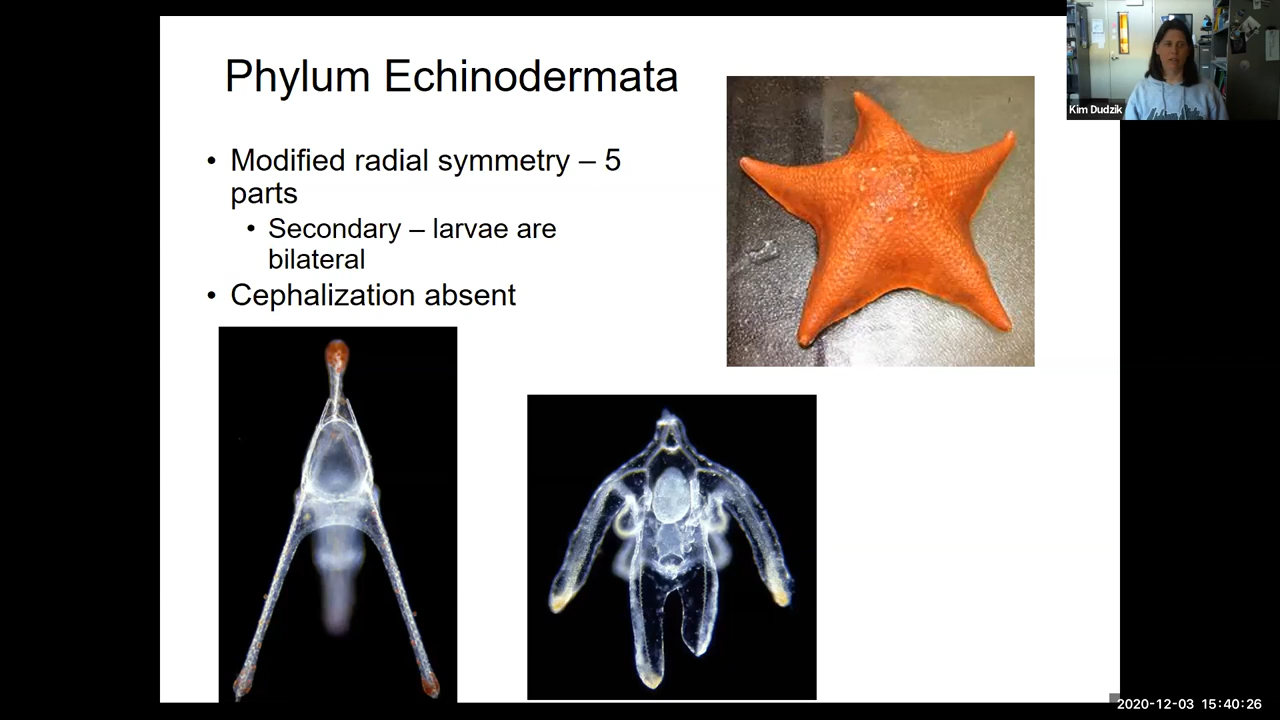 Phylum Echinodermata
• Modified radial symmetry – 5
parts
• Secondary – larvae are
bilateral
• Cephalization absent
Kim Dudzik
2020-12-03 15:40:26